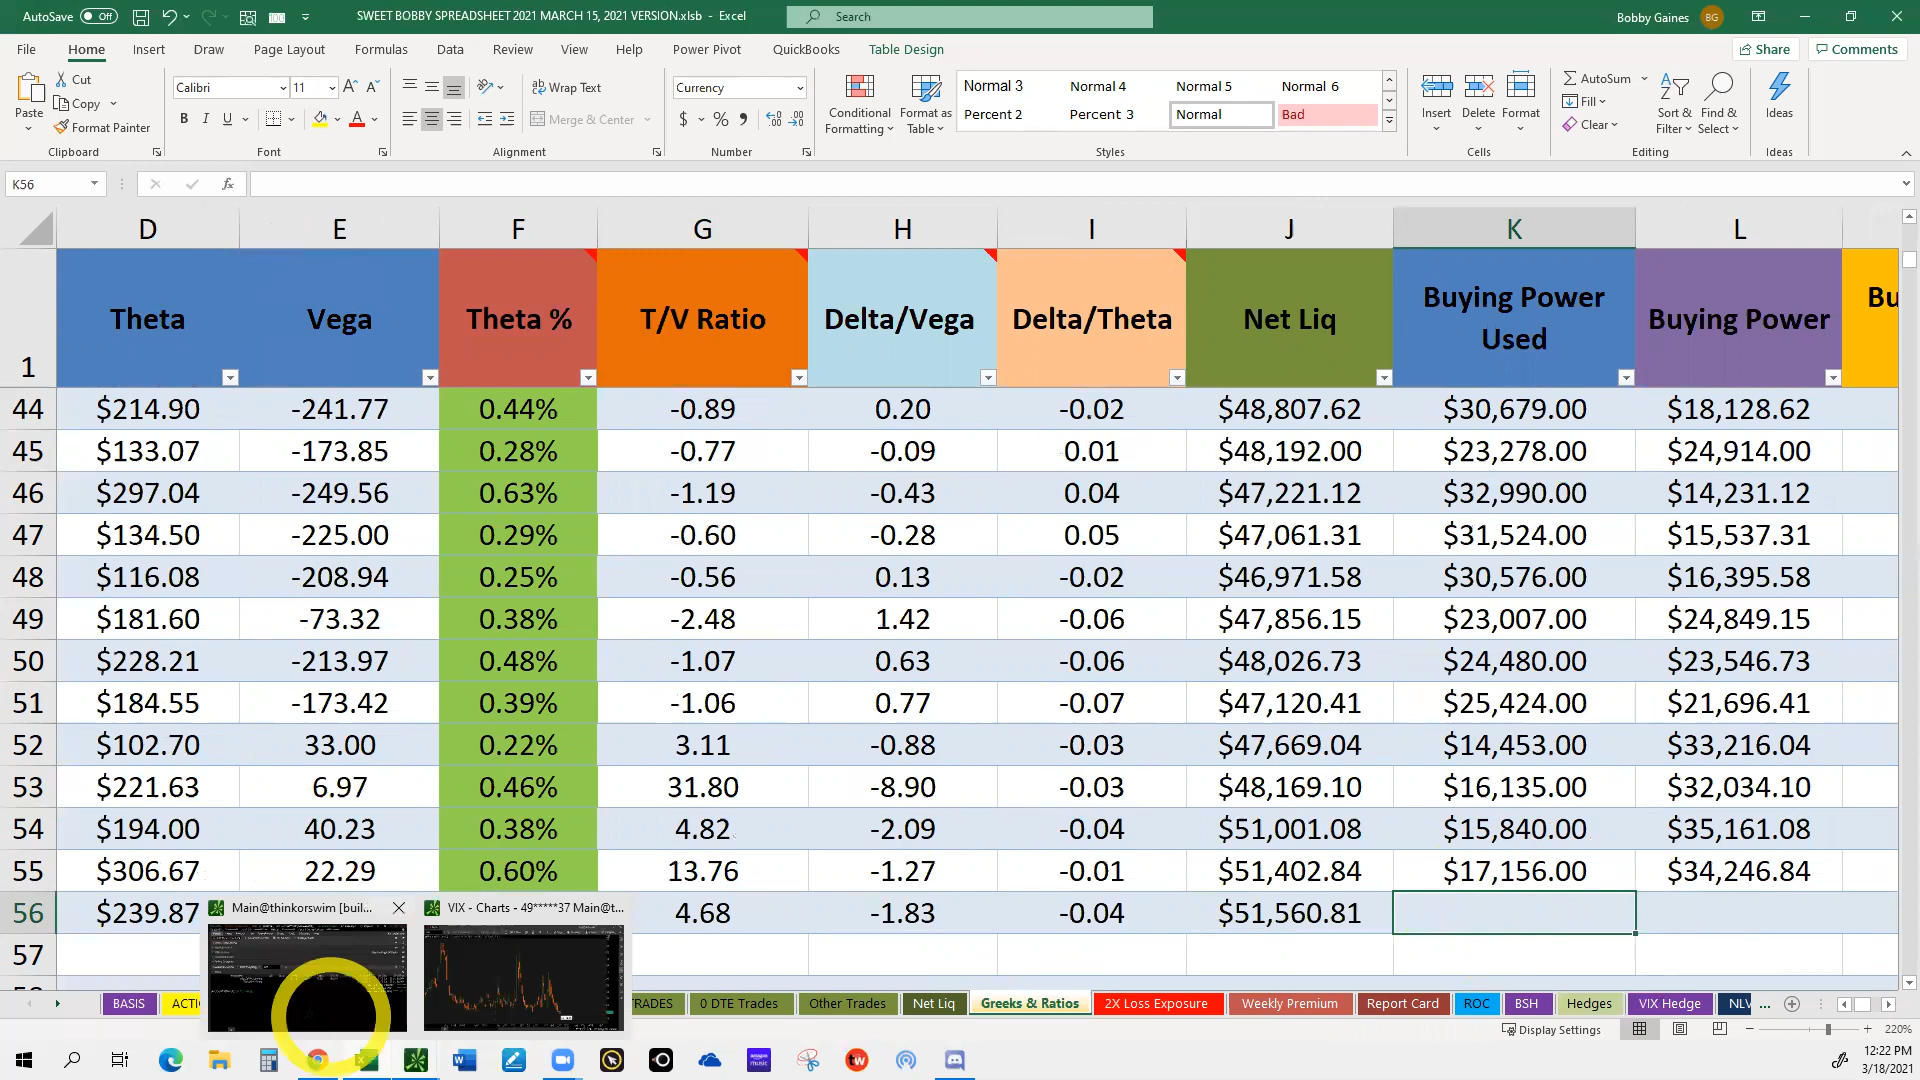 AutoSave Off SWEET BOBBY SPREADSHEET 2021 MARCH 15, 2021 VERSION.xlsb - Excel Search Bobby Gaines BG
File Home Insert Draw Page Layout Formulas Data Review View Help Power Pivot QuickBooks Table Design Share Comments
Paste Cut Copy Format Painter Clipboard
Calibri 11 B I U A Font
Wrap Text Merge & Center Alignment
Currency $ % Number
Conditional Formatting Format as Table
Normal 3 Normal 4 Normal 5 Normal 6
Percent 2 Percent 3 Normal Bad
Styles
Insert Delete Format Cells
AutoSum Fill Clear Sort & Filter Find & Select Editing
Ideas Ideas
K56 fx
D E F G H I J K L
1 Theta Vega Theta % T/V Ratio Delta/Vega Delta/Theta Net Liq Buying Power Used Buying Power Bu
44 $214.90 -241.77 0.44% -0.89 0.20 -0.02 $48,807.62 $30,679.00 $18,128.62
45 $133.07 -173.85 0.28% -0.77 -0.09 0.01 $48,192.00 $23,278.00 $24,914.00
46 $297.04 -249.56 0.63% -1.19 -0.43 0.04 $47,221.12 $32,990.00 $14,231.12
47 $134.50 -225.00 0.29% -0.60 -0.28 0.05 $47,061.31 $31,524.00 $15,537.31
48 $116.08 -208.94 0.25% -0.56 0.13 -0.02 $46,971.58 $30,576.00 $16,395.58
49 $181.60 -73.32 0.38% -2.48 1.42 -0.06 $47,856.15 $23,007.00 $24,849.15
50 $228.21 -213.97 0.48% -1.07 0.63 -0.06 $48,026.73 $24,480.00 $23,546.73
51 $184.55 -173.42 0.39% -1.06 0.77 -0.07 $47,120.41 $25,424.00 $21,696.41
52 $102.70 33.00 0.22% 3.11 -0.88 -0.03 $47,669.04 $14,453.00 $33,216.04
53 $221.63 6.97 0.46% 31.80 -8.90 -0.03 $48,169.10 $16,135.00 $32,034.10
54 $194.00 40.23 0.38% 4.82 -2.09 -0.04 $51,001.08 $15,840.00 $35,161.08
55 $306.67 22.29 0.60% 13.76 -1.27 -0.01 $51,402.84 $17,156.00 $34,246.84
56 $239.87 4.68 -1.83 -0.04 $51,560.81
Main@thinkorswim [buil... VIX - Charts - 49*****37 Main@t...
57
BASIS ACTI TRADES 0 DTE Trades Other Trades Net Liq Greeks & Ratios 2X Loss Exposure Weekly Premium Report Card ROC BSH Hedges VIX Hedge NLV ...
Display Settings 220%
tw
12:22 PM
3/18/2021